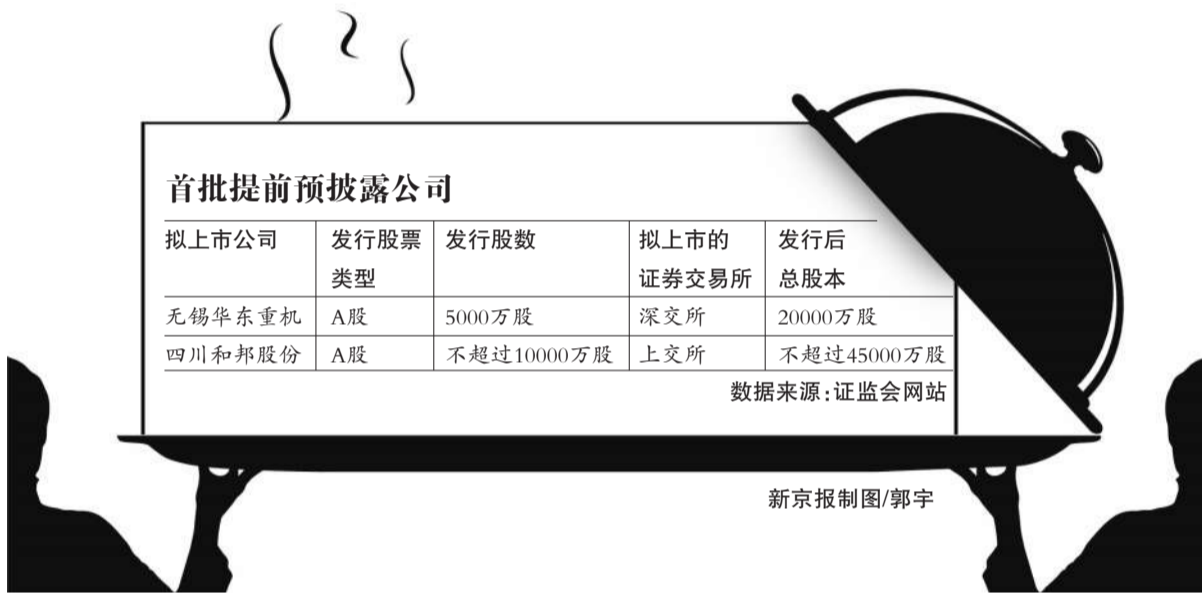 首批提前预披露公司
拟上市公司 发行股票 发行股数 拟上市的 发行后
类型 证券交易所 总股本
无锡华东重机 A股 5000万股 深交所 20000万股
四川和邦股份 A股 不超过10000万股 上交所 不超过45000万股
数据来源:证监会网站
新京报制图/郭宇